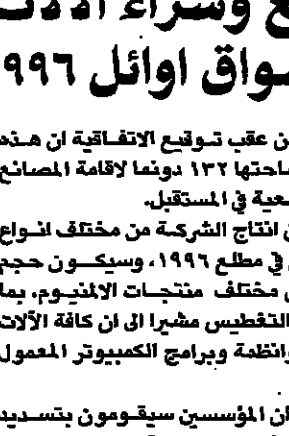 ع وشراء الالات
سواق اوائل ١٩٩٦
ن عقب توقيع الاتفاقية ان هذه
ساحتها ١٣٢ دونما لاقامة المصانع
عية في المستقبل.
ن انتاج الشركة من مختلف انواع
في مطلع ١٩٩٦، وسيكون حجم
مختلف منتجات الالمنيوم. بما
التغطيس مشيرا الى ان كافة الآلات
وانظمة وبرامج الكمبيوتر المعمول
ان المؤسسين سيقومون بتسديد